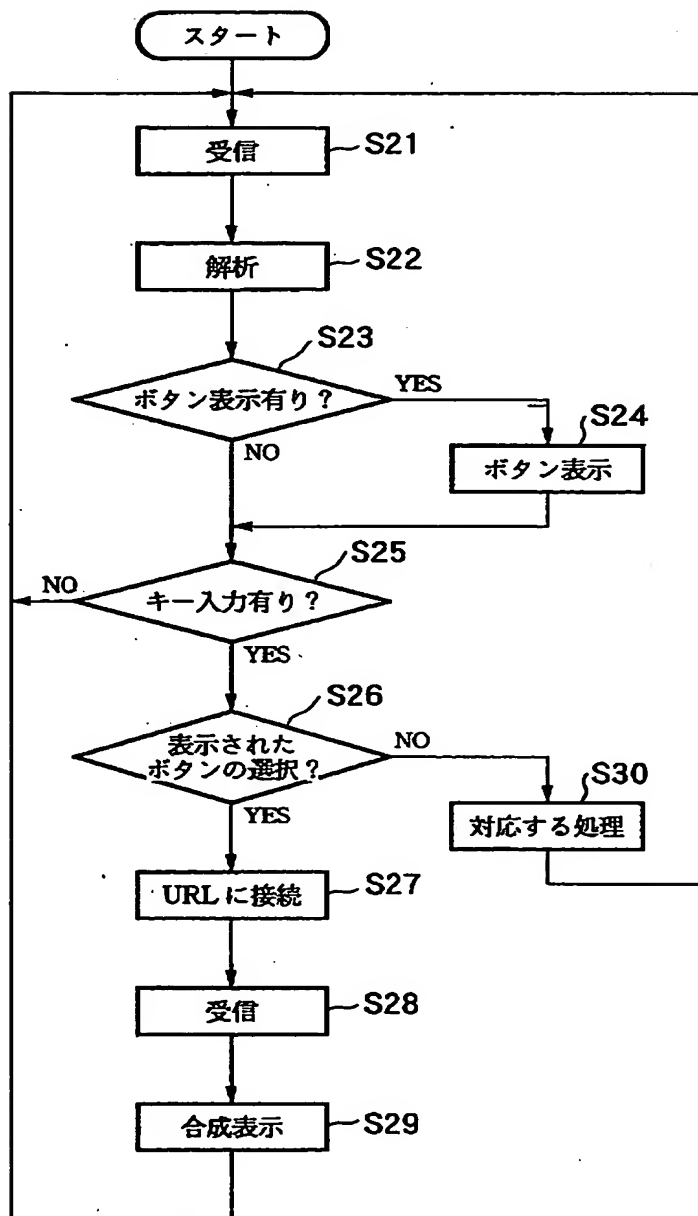 スタート
受信
S21
解析
S22
S23
ボタン表示有り？
YES
NO
S24
ボタン表示
S25
キー入力有り？
NO
YES
S26
表示された
ボタンの選択？
NO
YES
S30
対応する処理
URLに接続
S27
受信
S28
合成表示
S29